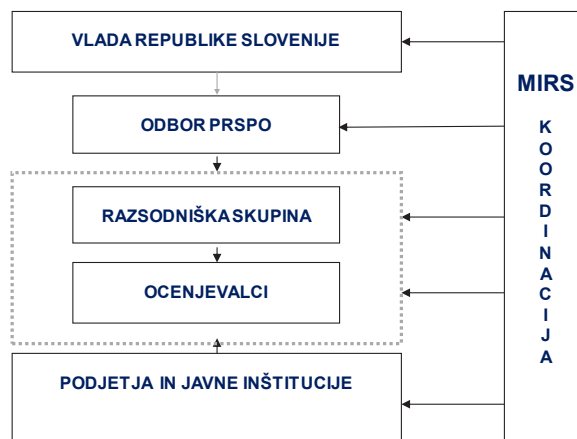 VLADA REPUBLIKE SLOVENIJE
ODBOR PRSPO
RAZSODNIŠKA SKUPINA
OCENJEVALCI
PODJETJA IN JAVNE INŠTITUCIJE
MIRS
K
O
O
R
D
I
N
A
C
I
J
A